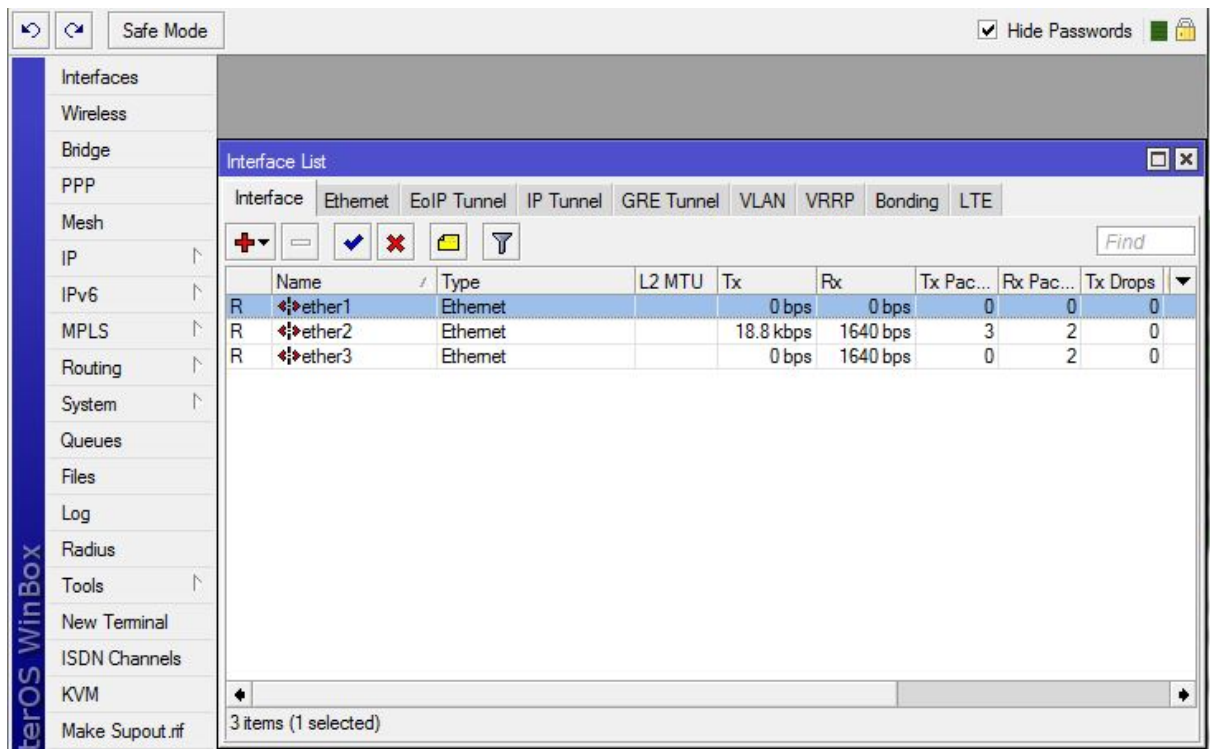 Safe Mode
Hide Passwords
Interfaces
Wireless
Bridge
PPP
Mesh
IP
IPv6
MPLS
Routing
System
Queues
Files
Log
Radius
Tools
New Terminal
ISDN Channels
KVM
Make Supout.rif
terOS WinBox
Interface List
Interface Ethernet EoIP Tunnel IP Tunnel GRE Tunnel VLAN VRRP Bonding LTE
Find
Name / Type L2 MTU Tx Rx Tx Pac... Rx Pac... Tx Drops
R ether1 Ethernet 0 bps 0 bps 0 0 0
R ether2 Ethernet 18.8 kbps 1640 bps 3 2 0
R ether3 Ethernet 0 bps 1640 bps 0 2 0
3 items (1 selected)